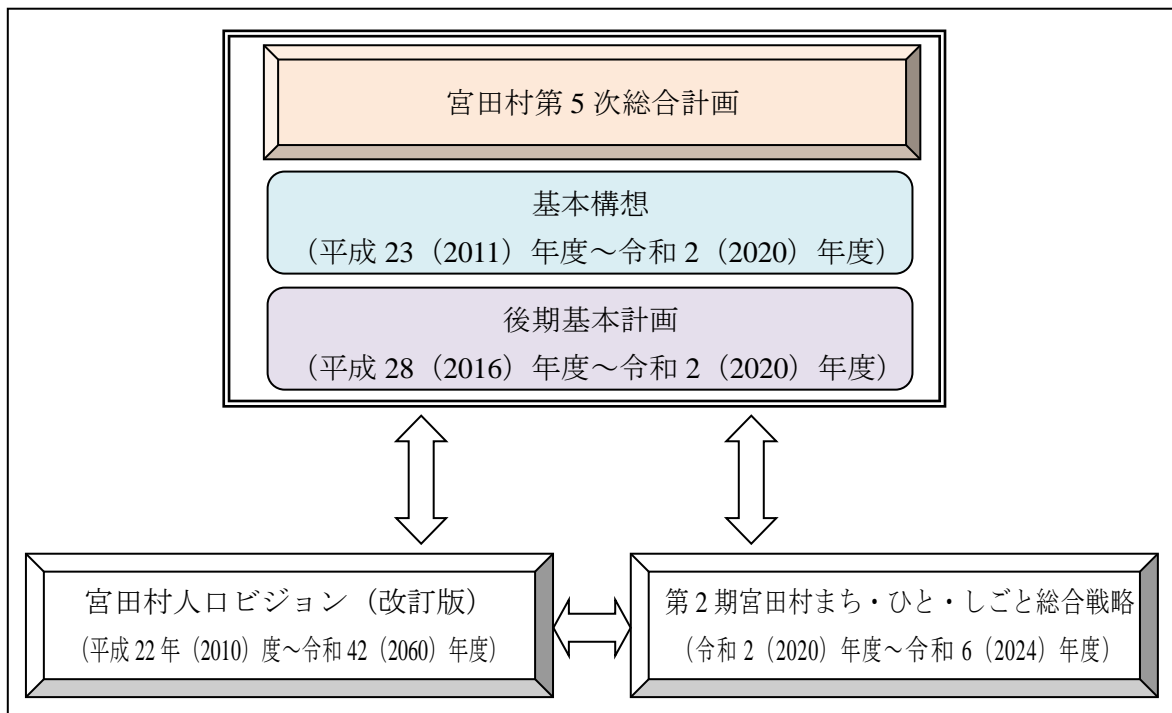 宮田村第5次総合計画
基本構想
（平成23（2011）年度～令和2（2020）年度）
後期基本計画
（平成28（2016）年度～令和2（2020）年度）
宮田村人口ビジョン（改訂版）
（平成22年（2010）度～令和42（2060）年度）
第2期宮田村まち・ひと・しごと総合戦略
（令和2（2020）年度～令和6（2024）年度）